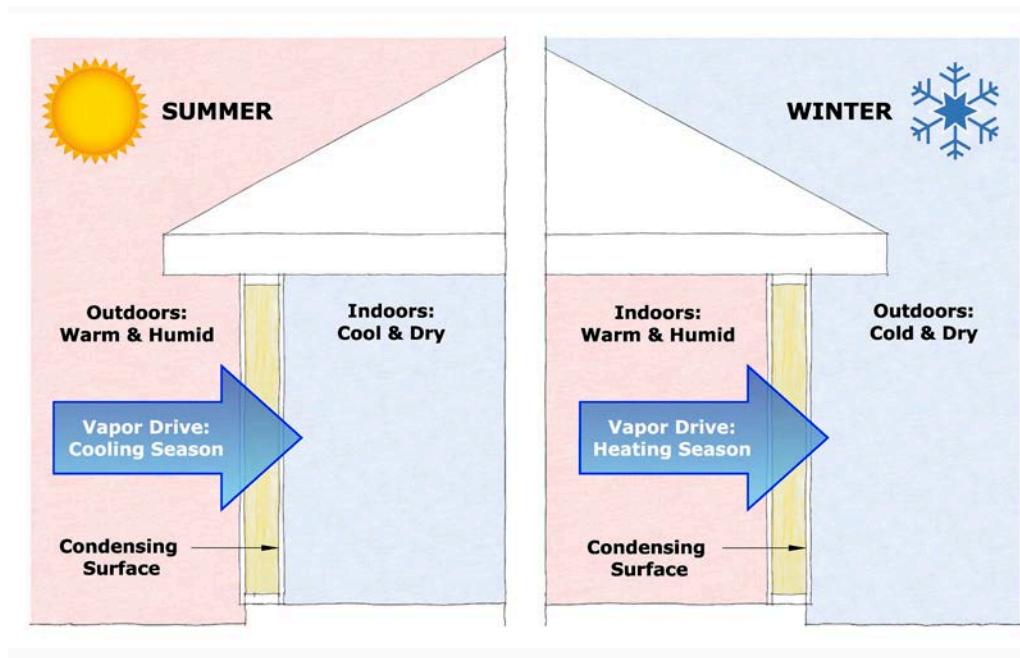 SUMMER
Outdoors:
Warm & Humid
Indoors:
Cool & Dry
Vapor Drive:
Cooling Season
Condensing
Surface
WINTER
Indoors:
Warm & Humid
Outdoors:
Cold & Dry
Vapor Drive:
Heating Season
Condensing
Surface